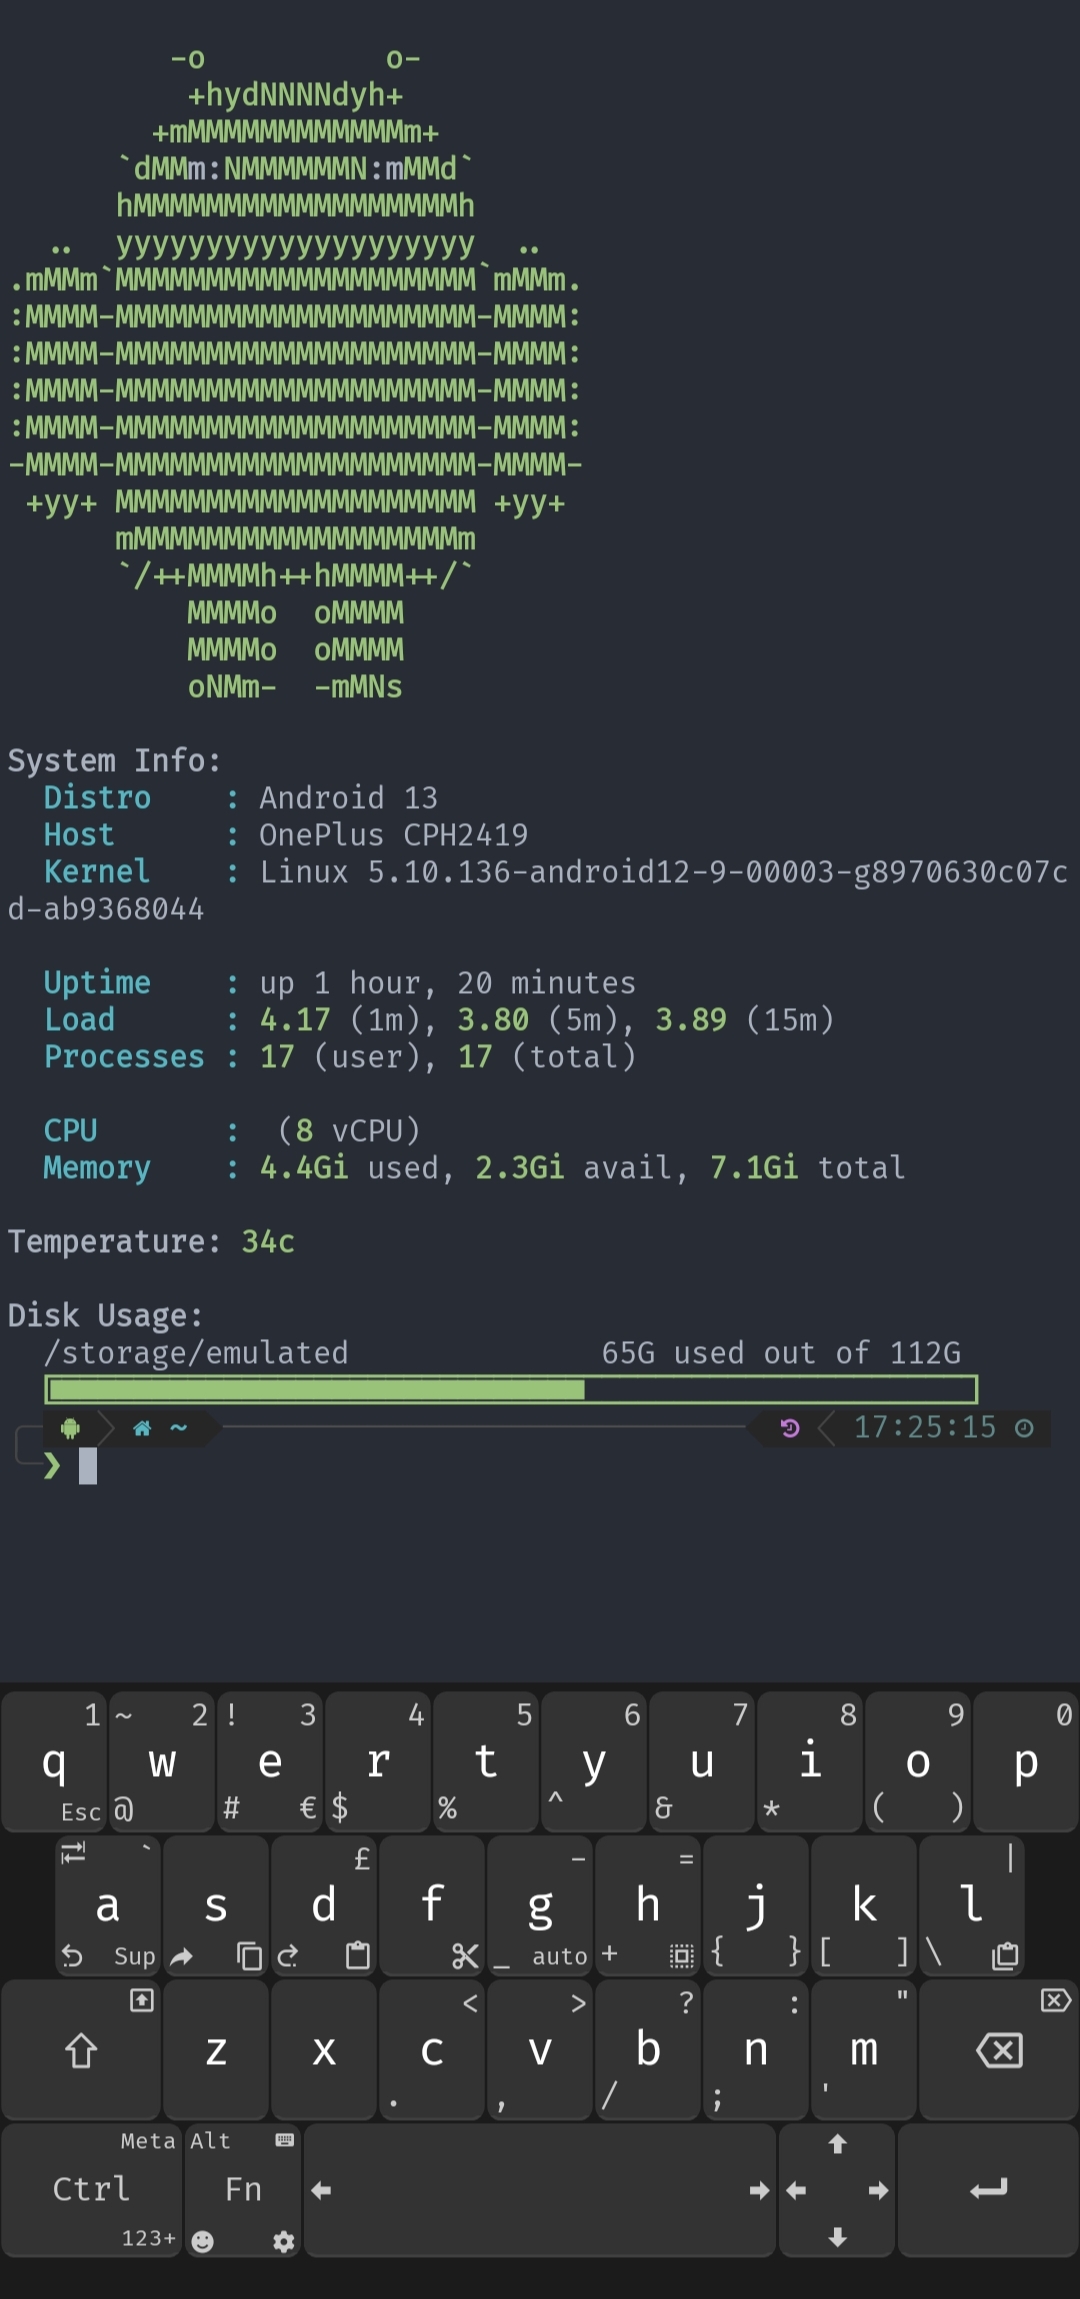 -o          o-
+hydNNNNdyh+
+mMMMMMMMMMMMMm+
`dMMm:NMMMMMMN:mMMd`
hMMMMMMMMMMMMMMMMMMh
..  yyyyyyyyyyyyyyyyyyyy  ..
.mMMm`MMMMMMMMMMMMMMMMMMMM`mMMm.
:MMMM-MMMMMMMMMMMMMMMMMMMM-MMMM:
:MMMM-MMMMMMMMMMMMMMMMMMMM-MMMM:
:MMMM-MMMMMMMMMMMMMMMMMMMM-MMMM:
:MMMM-MMMMMMMMMMMMMMMMMMMM-MMMM:
-MMMM-MMMMMMMMMMMMMMMMMMMM-MMMM-
+yy+ MMMMMMMMMMMMMMMMMMMM +yy+
mMMMMMMMMMMMMMMMMMMm
`/++MMMMh++hMMMM++/`
MMMMo  oMMMM
MMMMo  oMMMM
oNMm-  -mMNs
System Info:
Distro    : Android 13
Host      : OnePlus CPH2419
Kernel    : Linux 5.10.136-android12-9-00003-g8970630c07c
d-ab9368044
Uptime    : up 1 hour, 20 minutes
Load      : 4.17 (1m), 3.80 (5m), 3.89 (15m)
Processes : 17 (user), 17 (total)
CPU       :  (8 vCPU)
Memory    : 4.4Gi used, 2.3Gi avail, 7.1Gi total
Temperature: 34c
Disk Usage:
/storage/emulated              65G used out of 112G
~ 17:25:15
❯
1 ~ 2 ! 3 4 5 6 7 8 9 0
q w e r t y u i o p
Esc @ # € $ % ^ & * ( )
` £ - = |
a s d f g h j k l
Sup _ auto + { } [ ] \
< > ? : "
z x c v b n m
. , / ; '
Meta Alt
Ctrl Fn
123+